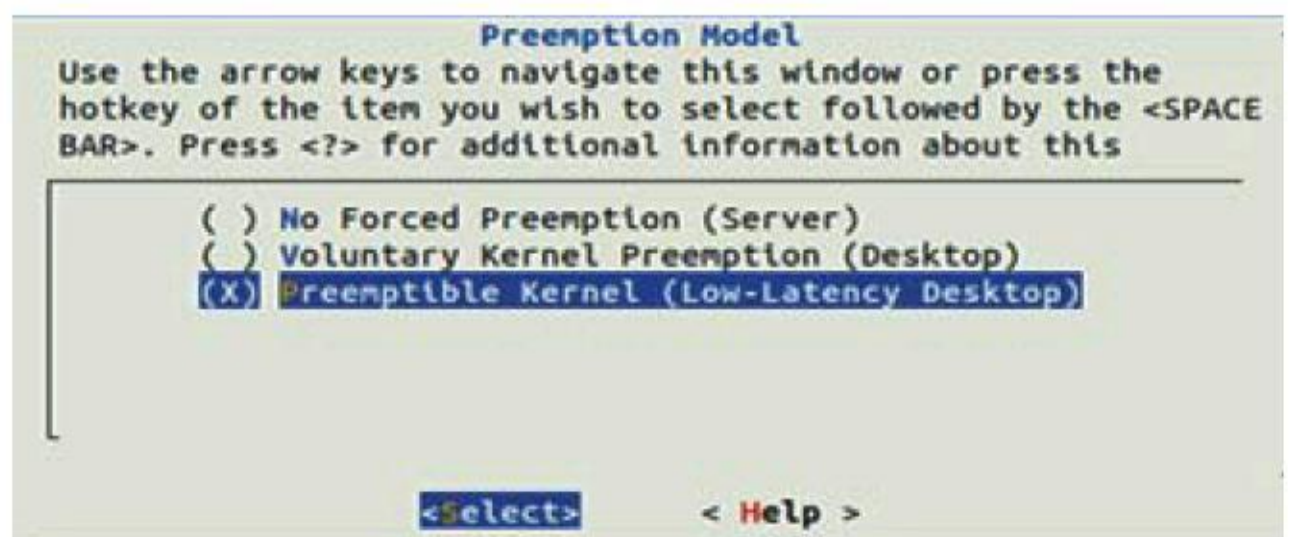 Preemption Model
Use the arrow keys to navigate this window or press the
hotkey of the item you wish to select followed by the <SPACE
BAR>. Press <?> for additional information about this
( ) No Forced Preemption (Server)
( ) Voluntary Kernel Preemption (Desktop)
(X) Preemptible Kernel (Low-Latency Desktop)
<Select> < Help >